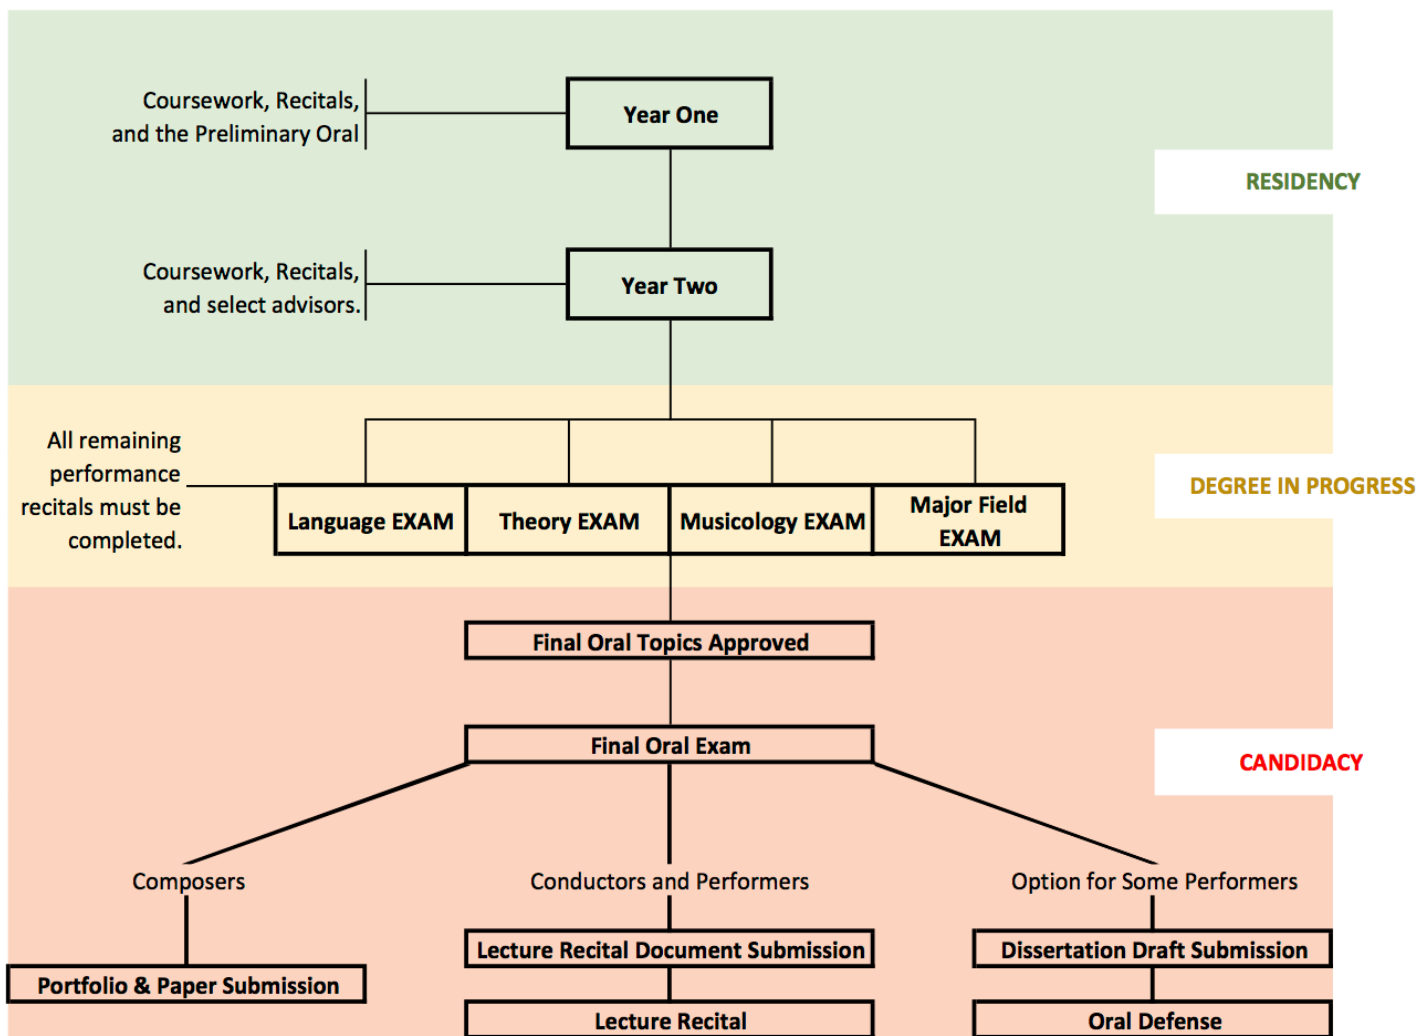 Coursework, Recitals,
and the Preliminary Oral
Year One
RESIDENCY
Coursework, Recitals,
and select advisors.
Year Two
All remaining
performance
recitals must be
completed.
Language EXAM
Theory EXAM
Musicology EXAM
Major Field
EXAM
DEGREE IN PROGRESS
Final Oral Topics Approved
Final Oral Exam
CANDIDACY
Composers
Conductors and Performers
Option for Some Performers
Portfolio & Paper Submission
Lecture Recital Document Submission
Dissertation Draft Submission
Lecture Recital
Oral Defense